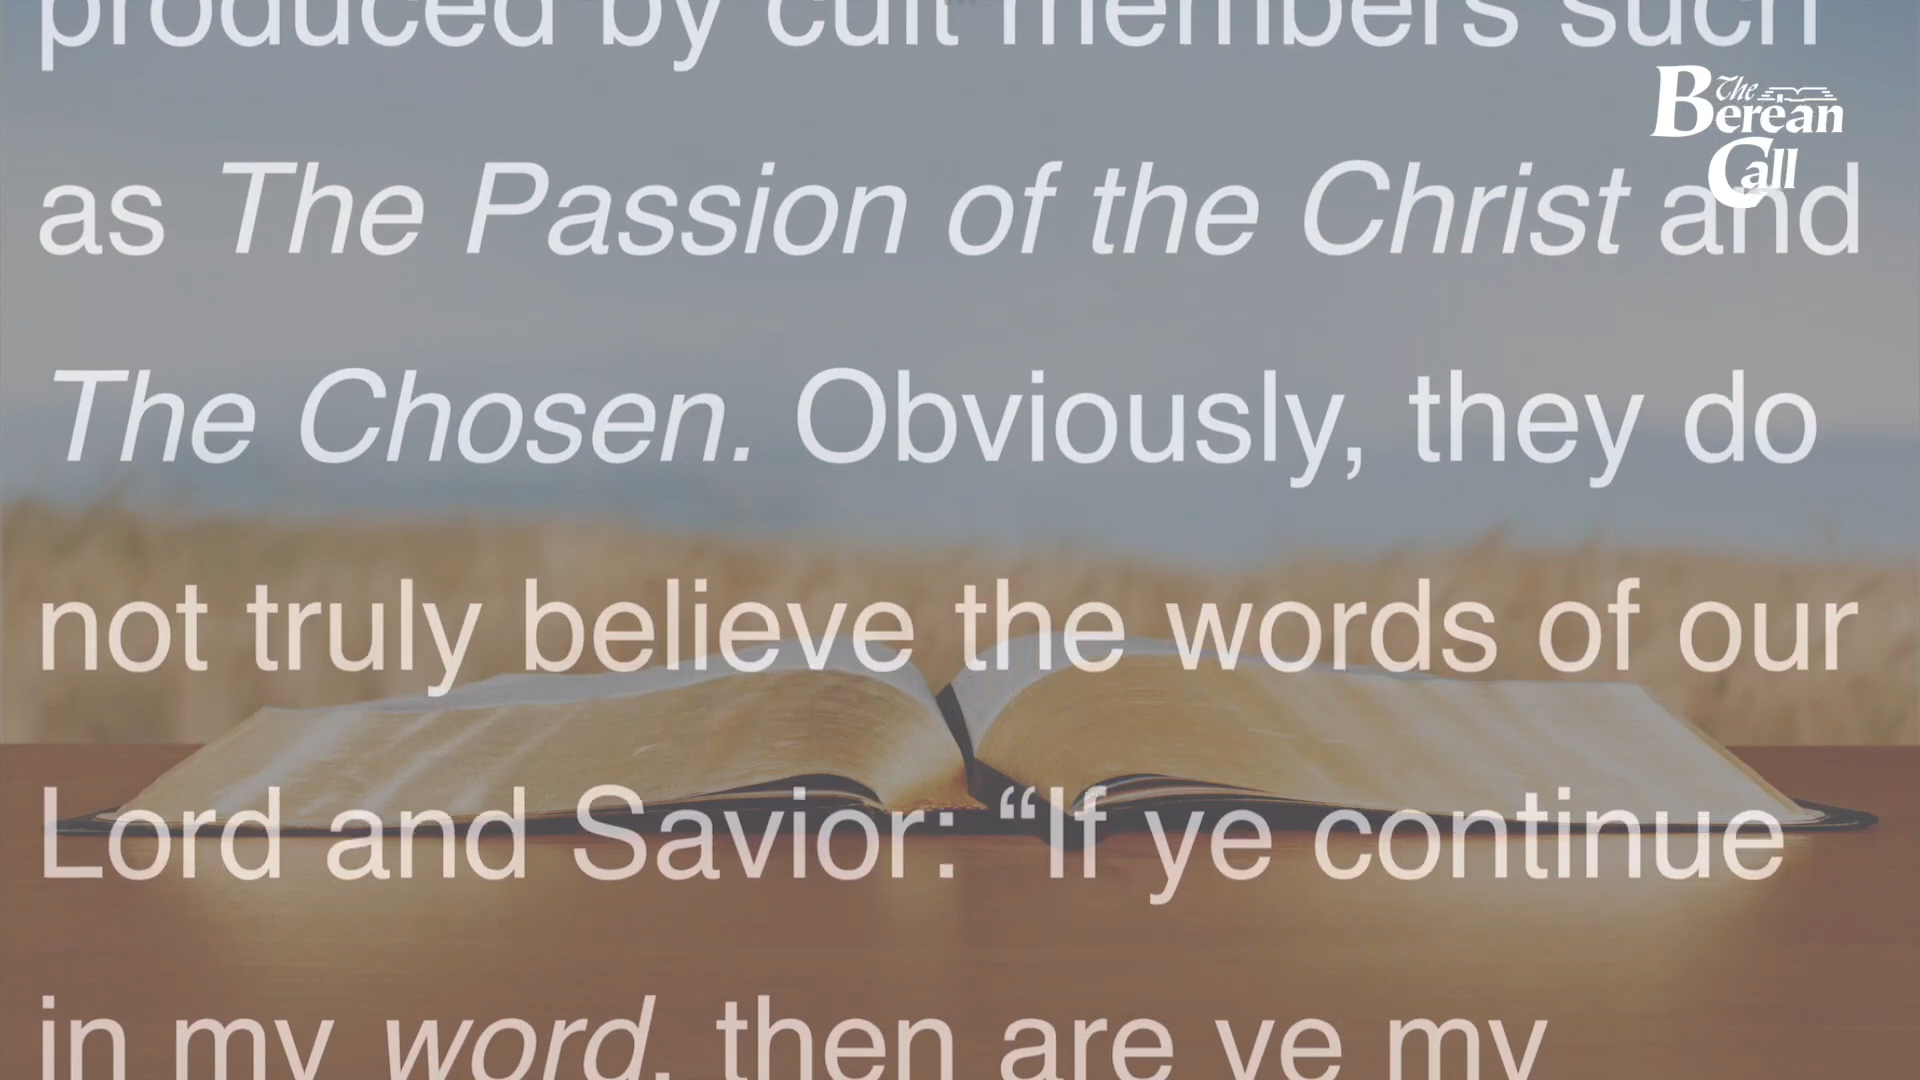 produced by cult members such
The
Berean
Call
as The Passion of the Christ and
The Chosen. Obviously, they do
not truly believe the words of our
Lord and Savior: “If ye continue
in my word, then are ye my